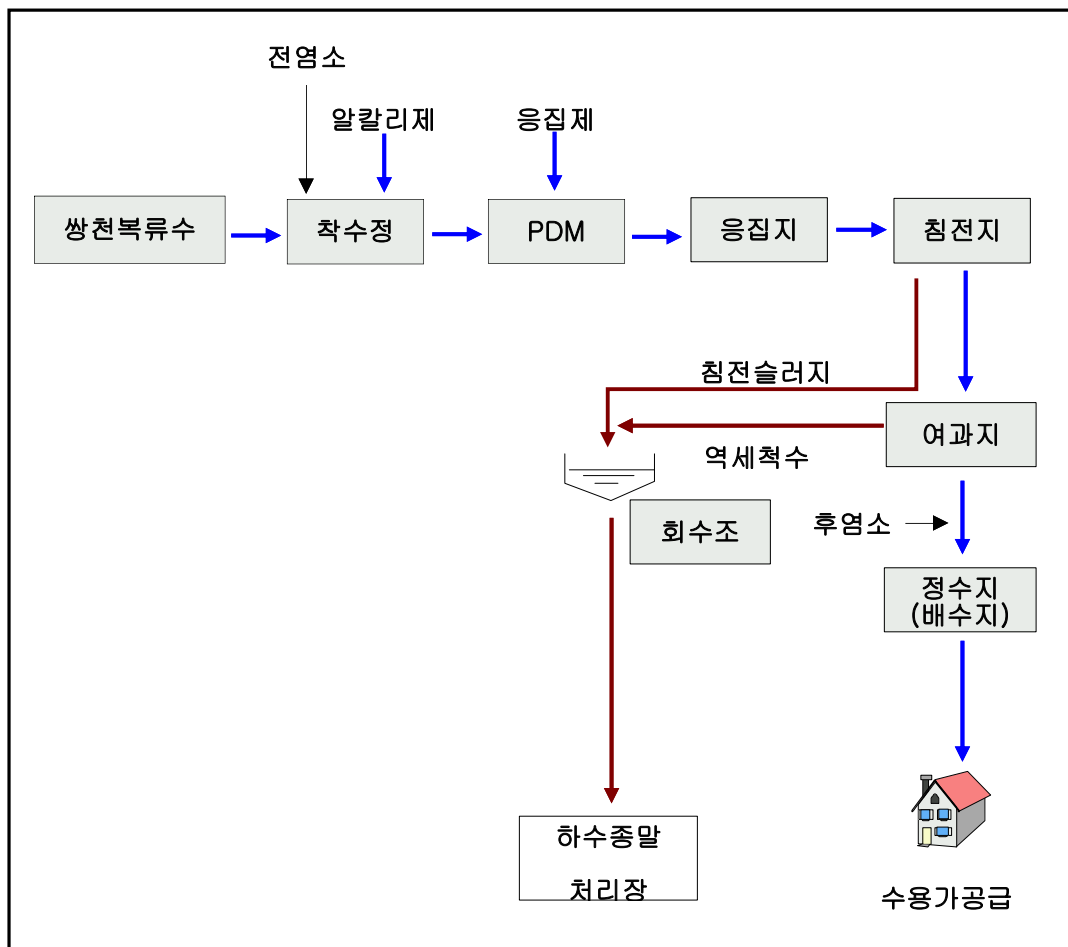 전염소
알칼리제
응집제
쌍천복류수
착수정
PDM
응집지
침전지
침전슬러지
여과지
역세척수
회수조
후염소
정수지
(배수지)
하수종말
처리장
수용가공급